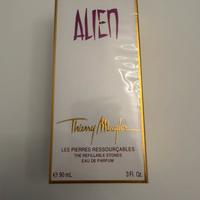 ALIEN
Thierry Mugler
LES PIERRES RESSOURÇABLES
THE REFILLABLE STONES
EAU DE PARFUM
℮ 90 mL 3 Fl. Oz.